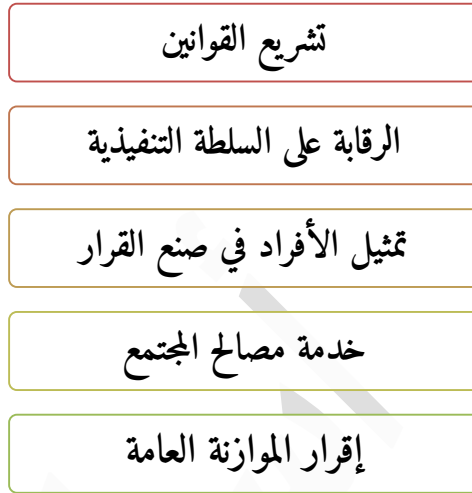 تشريع القوانين
الرقابة على السلطة التنفيذية
تمثيل الأفراد في صنع القرار
خدمة مصالح المجتمع
إقرار الموازنة العامة